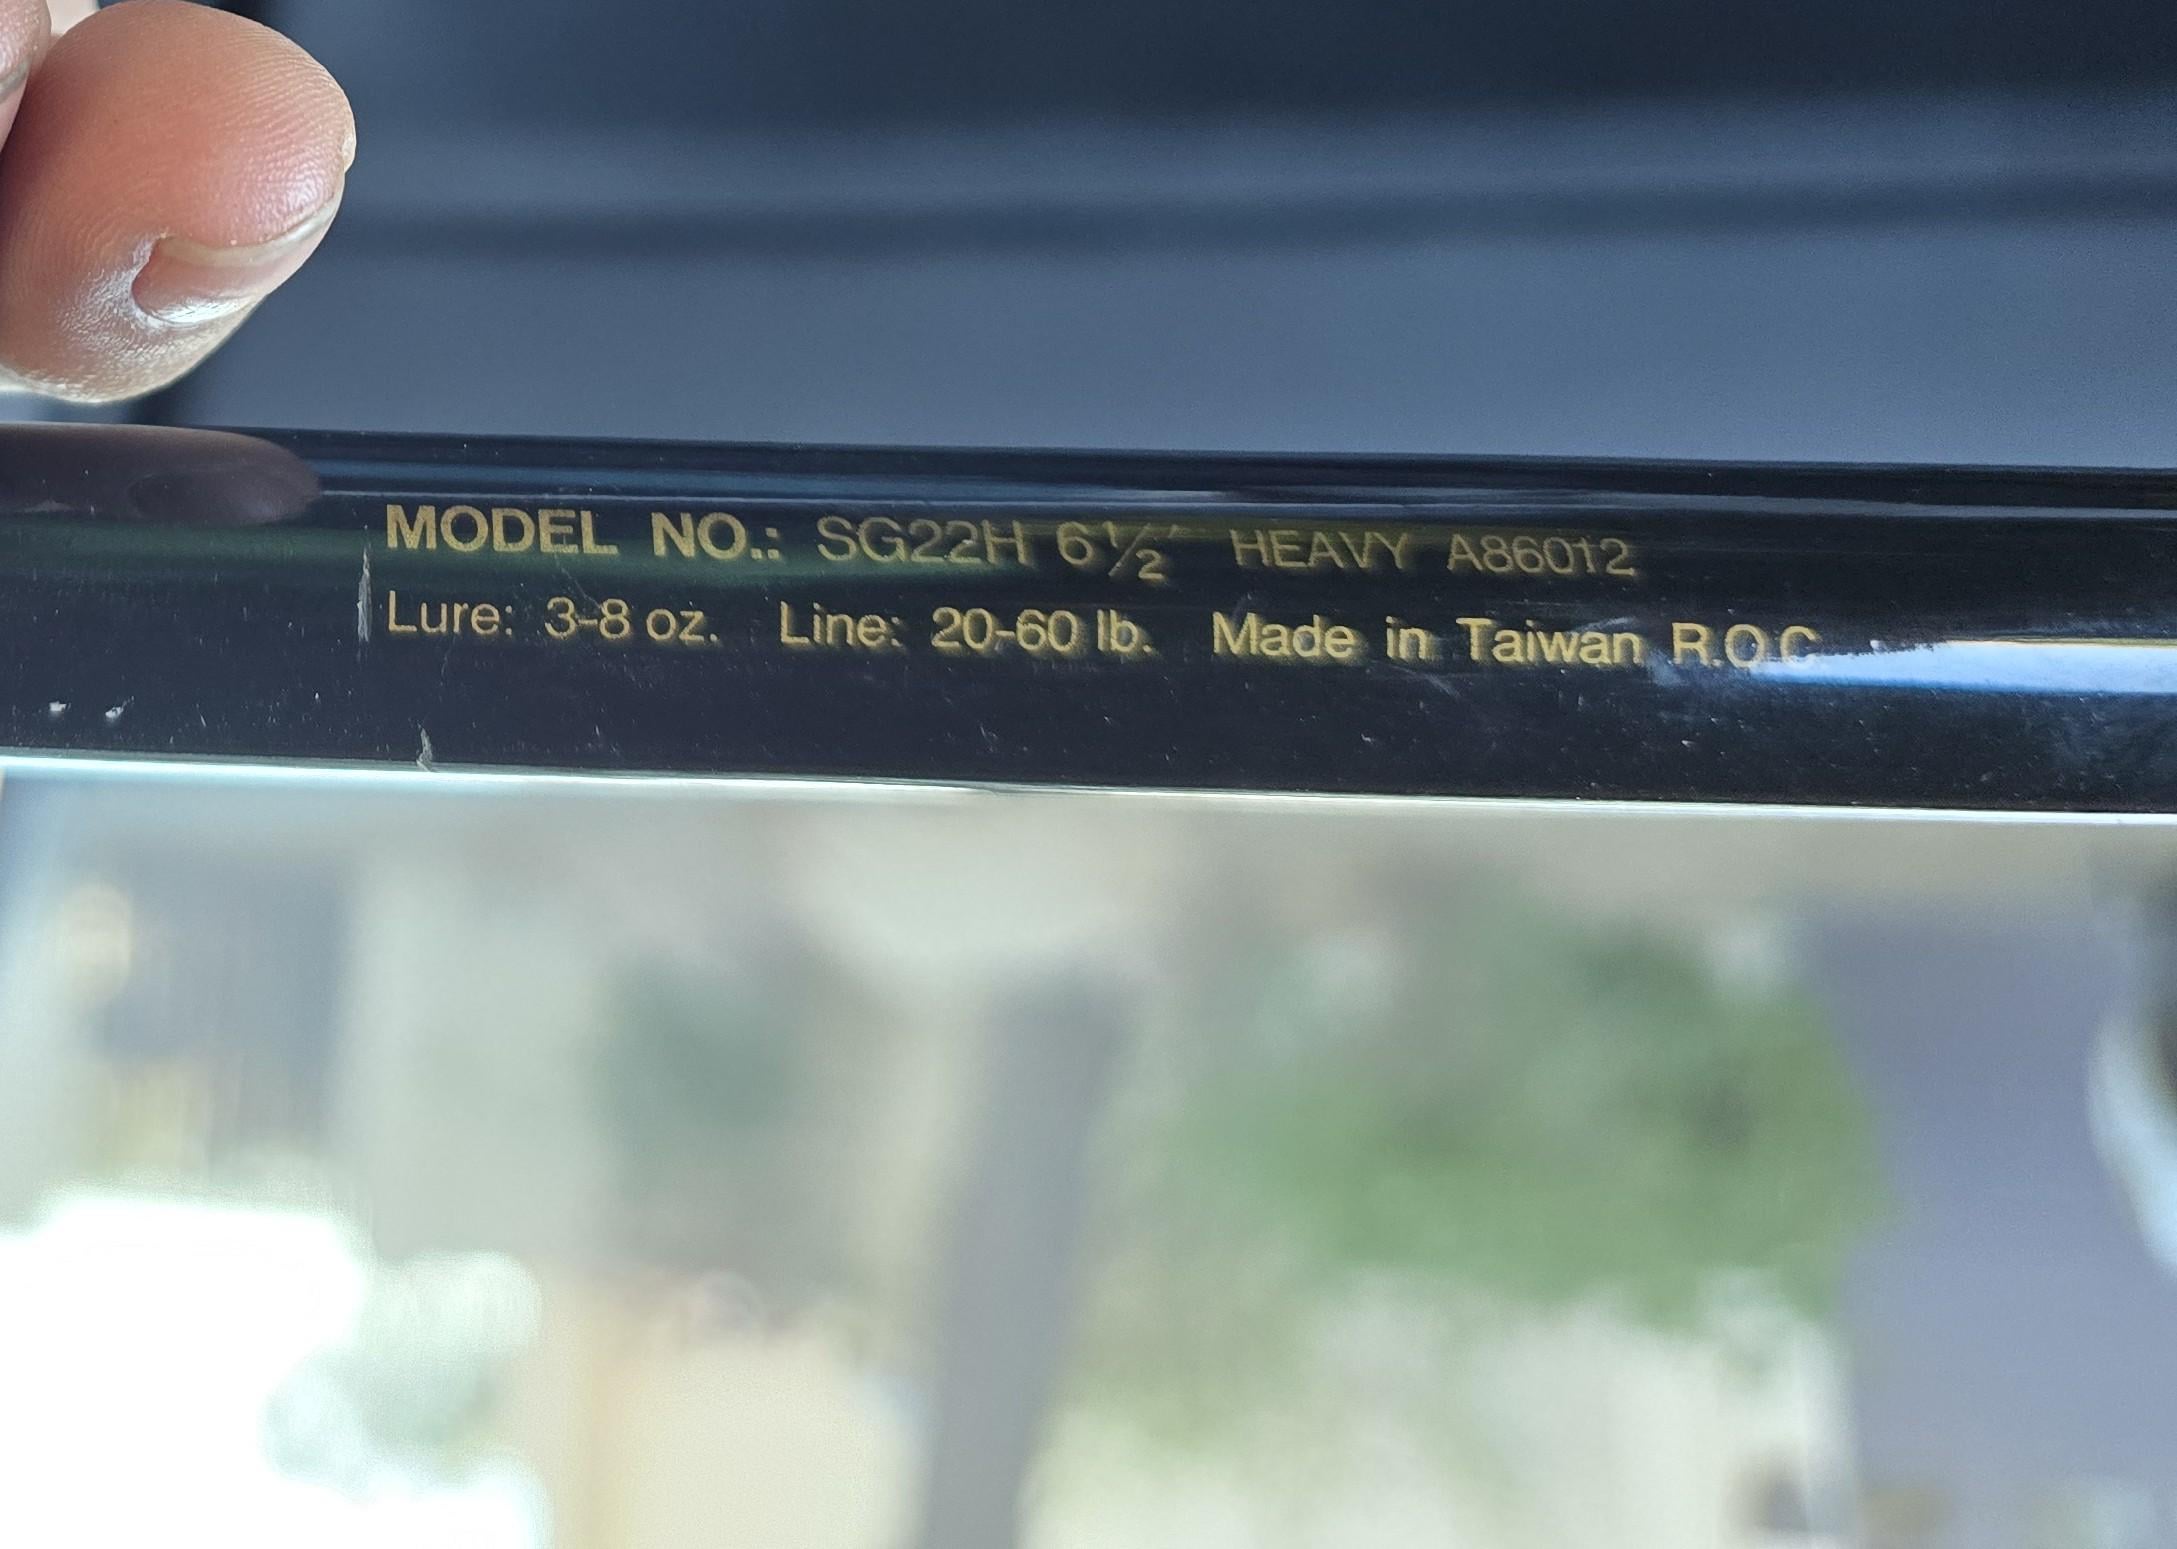 MODEL NO.: SG22H 6½' HEAVY A86012
Lure: 3-8 oz. Line: 20-60 lb. Made in Taiwan R.O.C.